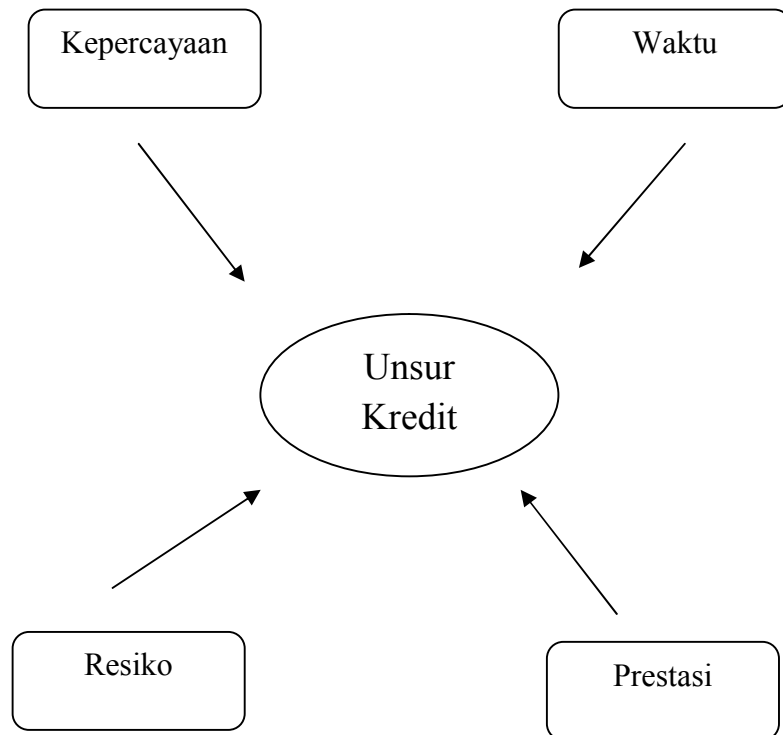 Kepercayaan
Waktu
Unsur
Kredit
Resiko
Prestasi